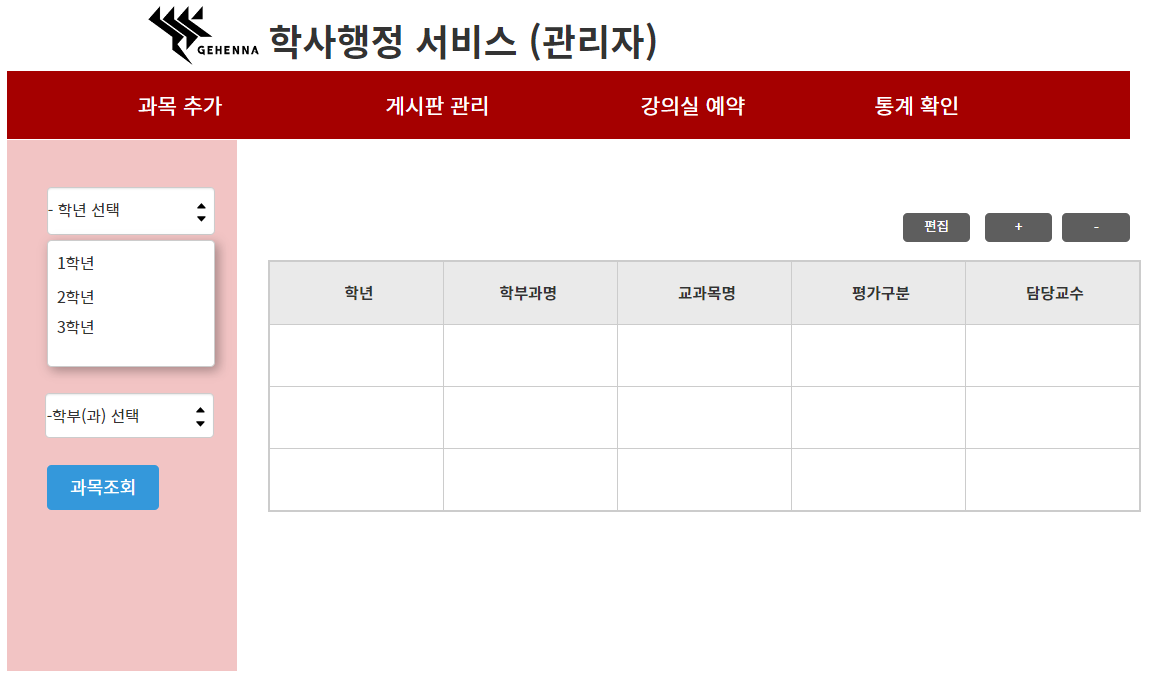 GEHENNA 학사행정 서비스 (관리자)
과목 추가 게시판 관리 강의실 예약 통계 확인
- 학년 선택
1학년
2학년
3학년
-학부(과) 선택
과목조회
편집 + -
학년 학부과명 교과목명 평가구분 담당교수